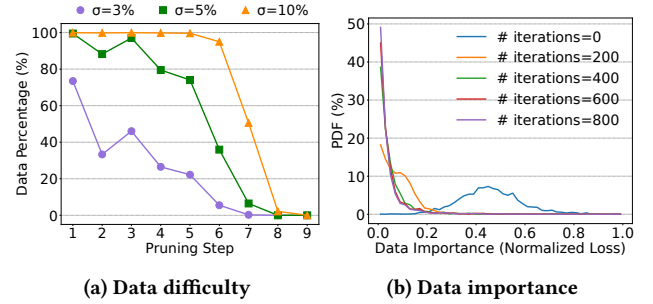 σ=3% σ=5% σ=10%
Data Percentage (%)
100
80
60
40
20
0
1 2 3 4 5 6 7 8 9
Pruning Step
(a) Data difficulty
PDF (%)
50
40
30
20
10
0
# iterations=0
# iterations=200
# iterations=400
# iterations=600
# iterations=800
0.0 0.2 0.4 0.6 0.8 1.0
Data Importance (Normalized Loss)
(b) Data importance